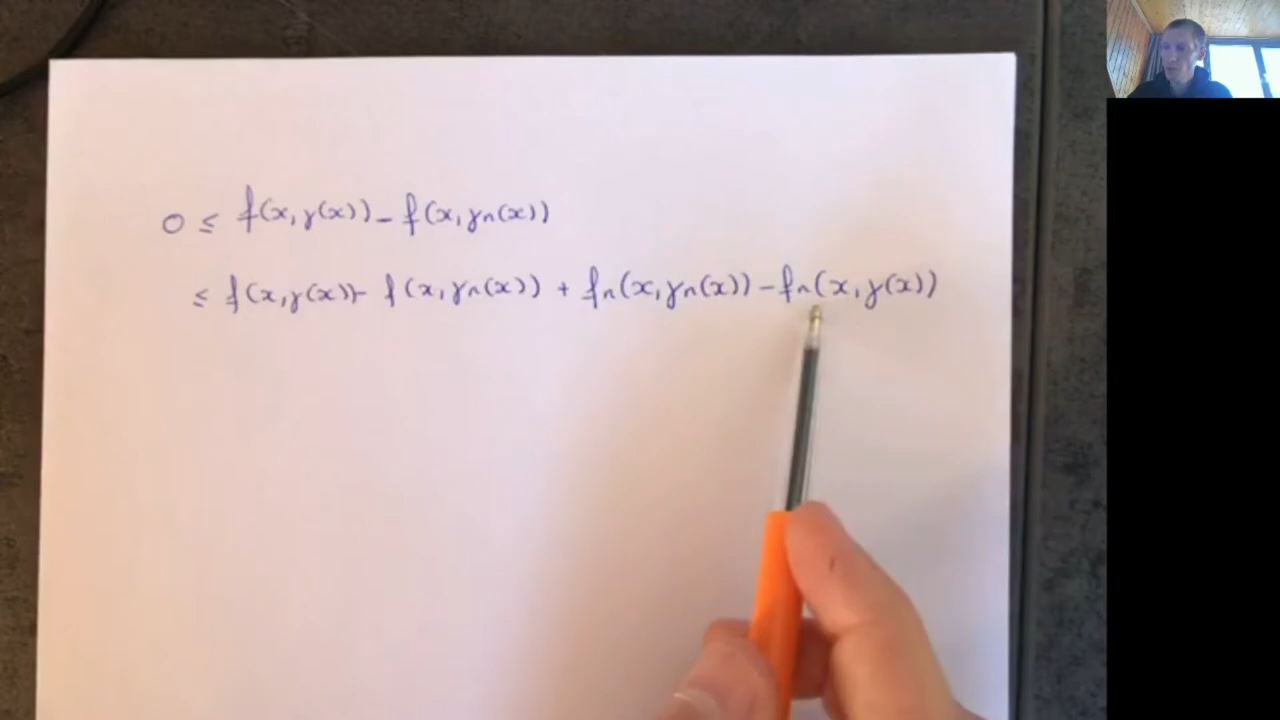 0 ≤ f(x, y(x)) - f(x, yn(x))
≤ f(x, y(x)) - f(x, yn(x)) + fn(x, yn(x)) - fn(x, y(x))